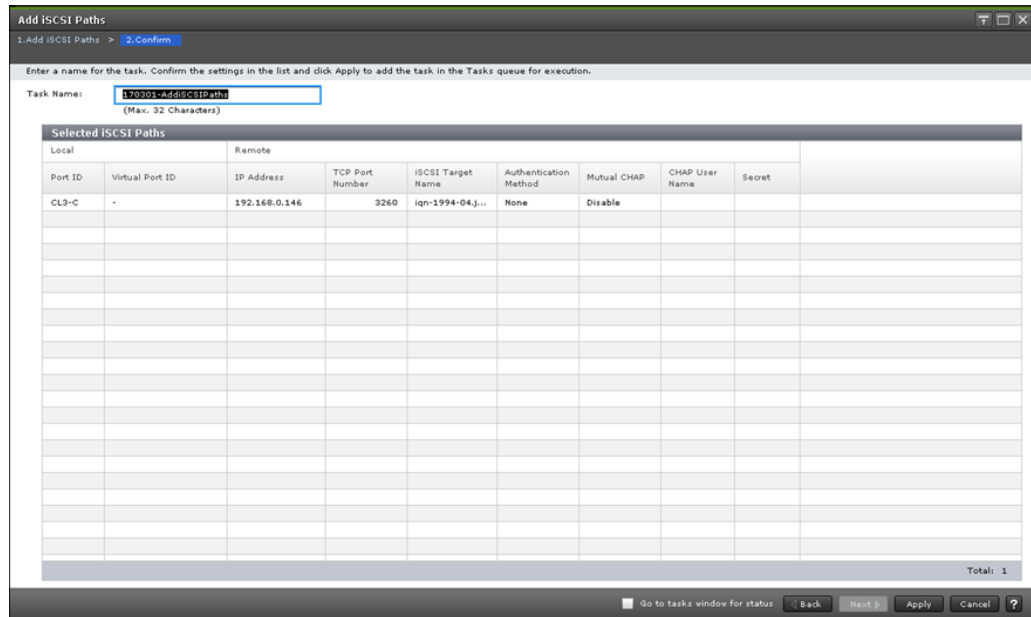 Add iSCSI Paths
1.Add iSCSI Paths > 2.Confirm
Enter a name for the task. Confirm the settings in the list and click Apply to add the task in the Tasks queue for execution.
Task Name: 170301-AddiSCSIPaths
(Max. 32 Characters)
Selected iSCSI Paths
Local Remote
Port ID Virtual Port ID IP Address TCP Port Number iSCSI Target Name Authentication Method Mutual CHAP CHAP User Name Secret
CL3-C - 192.168.0.146 3260 iqn-1994-04.j... None Disable
Total: 1
Go to tasks window for status Back Next Apply Cancel ?